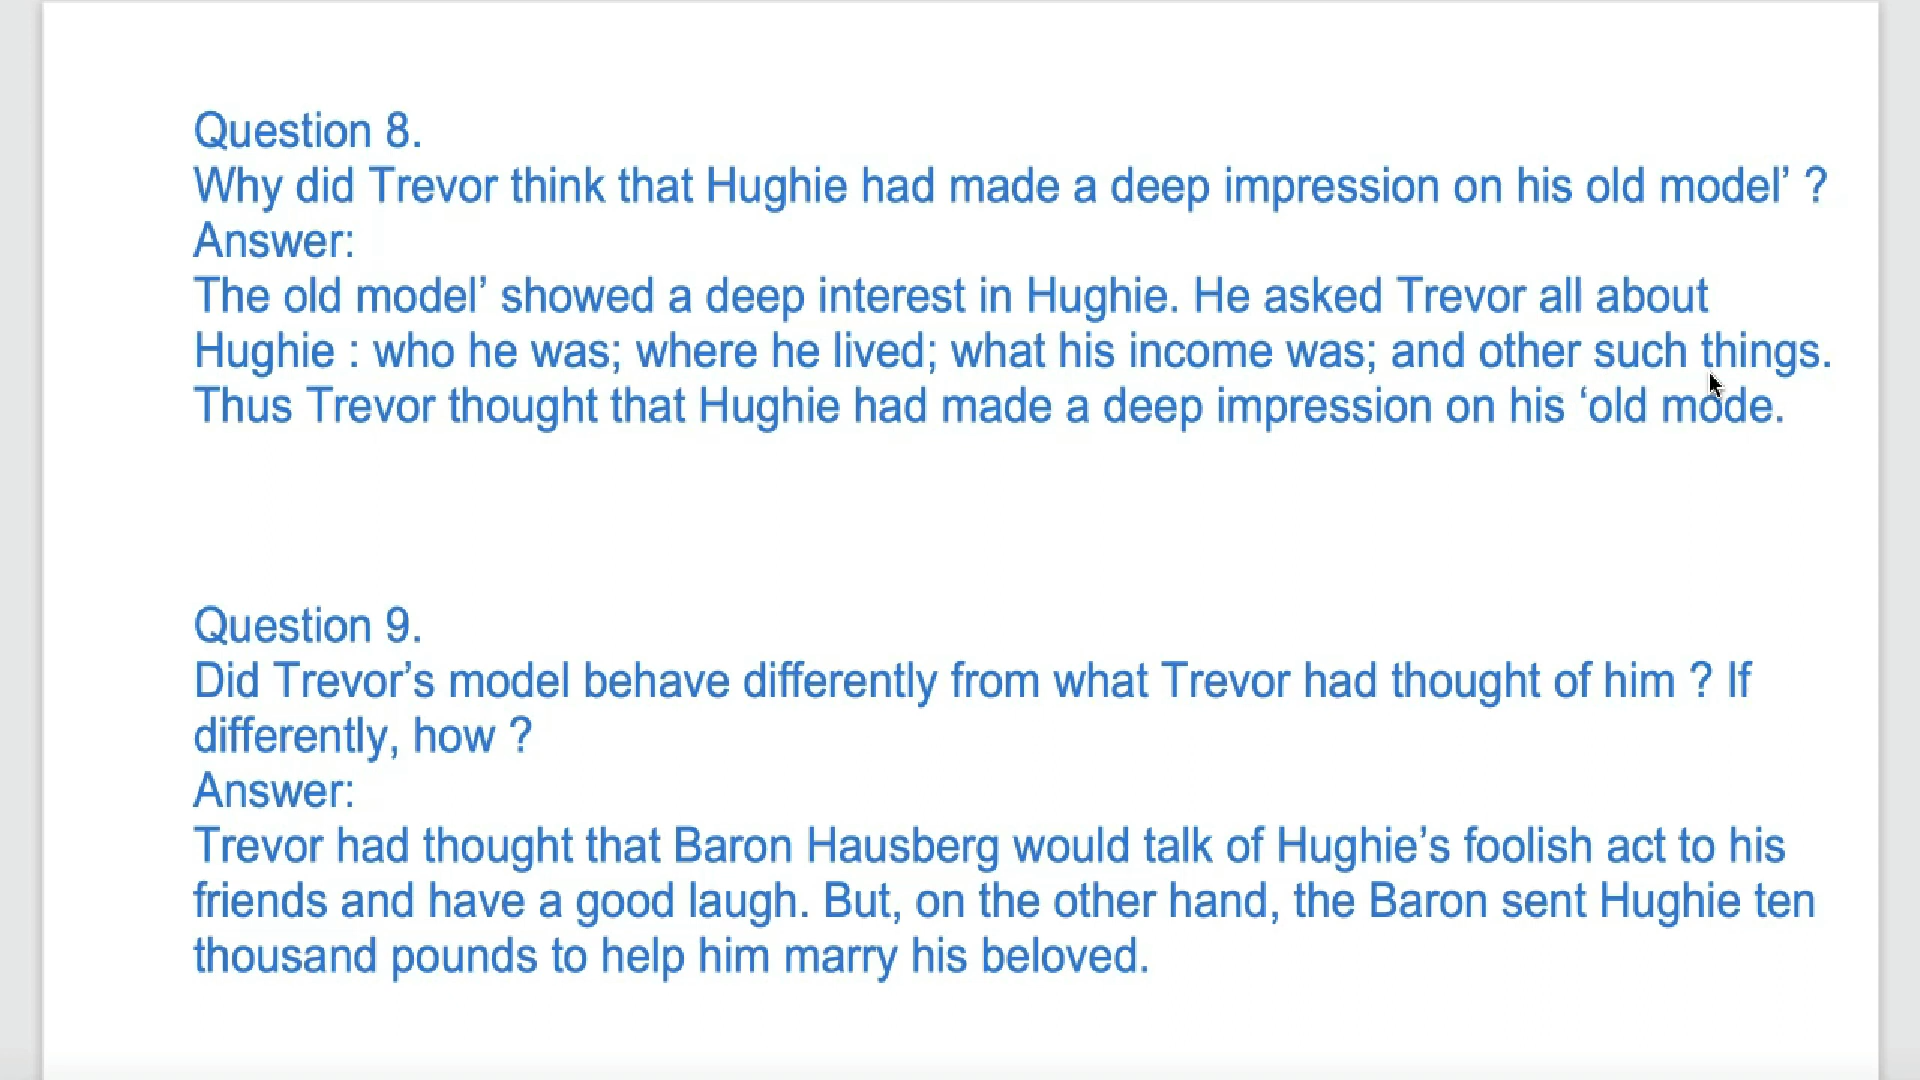 Question 8.
Why did Trevor think that Hughie had made a deep impression on his old model’ ?
Answer:
The old model’ showed a deep interest in Hughie. He asked Trevor all about
Hughie : who he was; where he lived; what his income was; and other such things.
Thus Trevor thought that Hughie had made a deep impression on his ‘old mode.
Question 9.
Did Trevor’s model behave differently from what Trevor had thought of him ? If
differently, how ?
Answer:
Trevor had thought that Baron Hausberg would talk of Hughie’s foolish act to his
friends and have a good laugh. But, on the other hand, the Baron sent Hughie ten
thousand pounds to help him marry his beloved.